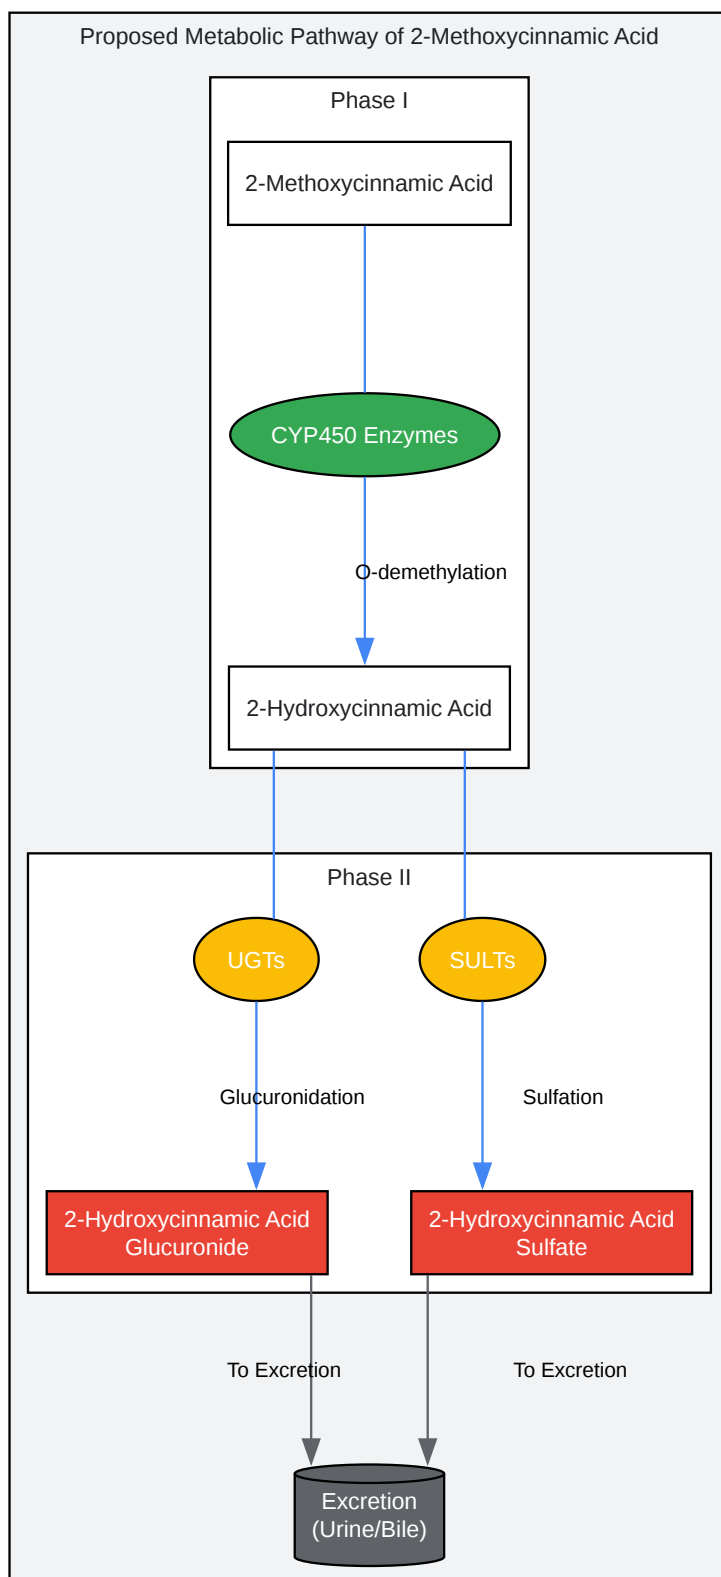 Proposed Metabolic Pathway of 2-Methoxycinnamic Acid
Phase I
2-Methoxycinnamic Acid
CYP450 Enzymes
O-demethylation
2-Hydroxycinnamic Acid
Phase II
UGTs
SULTs
Glucuronidation
Sulfation
2-Hydroxycinnamic Acid
Glucuronide
2-Hydroxycinnamic Acid
Sulfate
To Excretion
To Excretion
Excretion
(Urine/Bile)